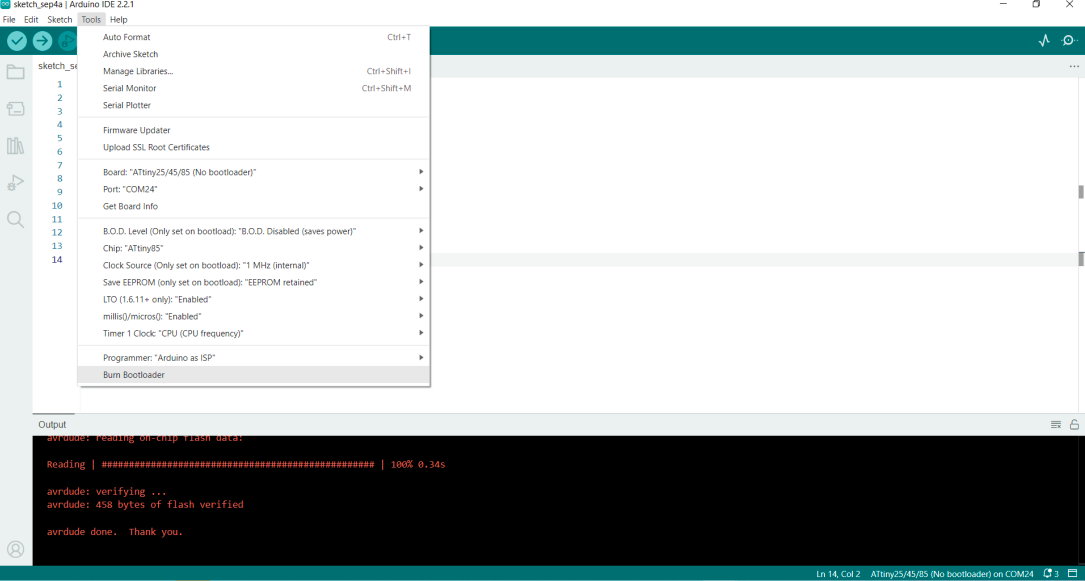 sketch_sep4a | Arduino IDE 2.2.1
File Edit Sketch Tools Help
sketch_se
Auto Format Ctrl+T
Archive Sketch
Manage Libraries... Ctrl+Shift+I
Serial Monitor Ctrl+Shift+M
Serial Plotter
Firmware Updater
Upload SSL Root Certificates
Board: "ATtiny25/45/85 (No bootloader)"
Port: "COM24"
Get Board Info
B.O.D. Level (Only set on bootload): "B.O.D. Disabled (saves power)"
Chip: "ATtiny85"
Clock Source (Only set on bootload): "1 MHz (internal)"
Save EEPROM (only set on bootload): "EEPROM retained"
LTO (1.6.11+ only): "Enabled"
millis()/micros(): "Enabled"
Timer 1 Clock: "CPU (CPU frequency)"
Programmer: "Arduino as ISP"
Burn Bootloader
1
2
3
4
5
6
7
8
9
10
11
12
13
14
Output
avrdude: reading on-chip flash data:
Reading | ################################################## | 100% 0.34s
avrdude: verifying ...
avrdude: 458 bytes of flash verified
avrdude done.  Thank you.
Ln 14, Col 2 ATtiny25/45/85 (No bootloader) on COM24 3